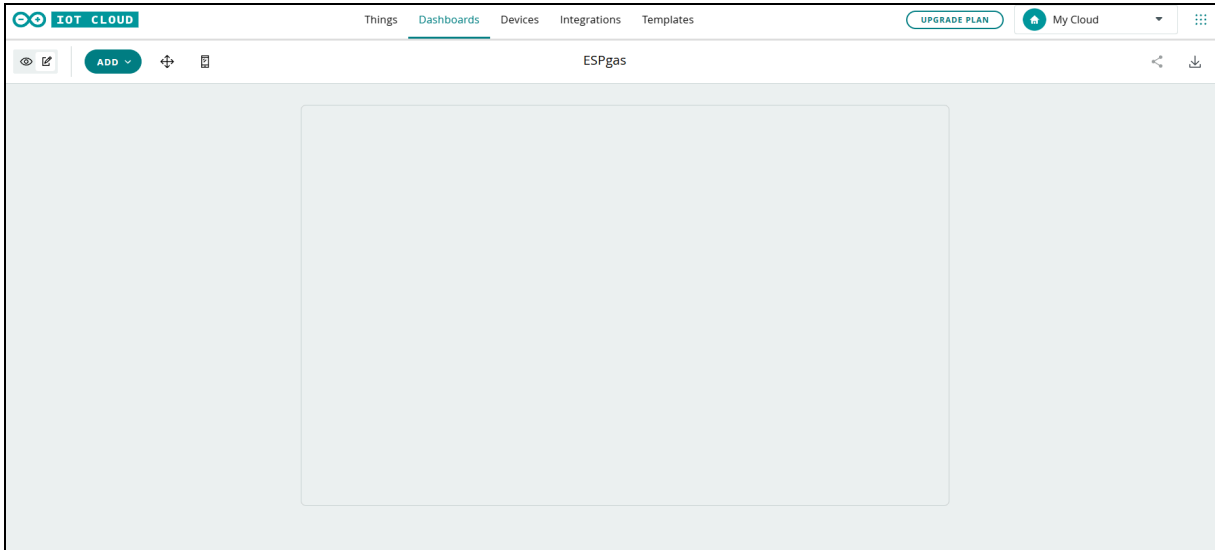 IOT CLOUD Things Dashboards Devices Integrations Templates UPGRADE PLAN My Cloud
ADD ESPgas